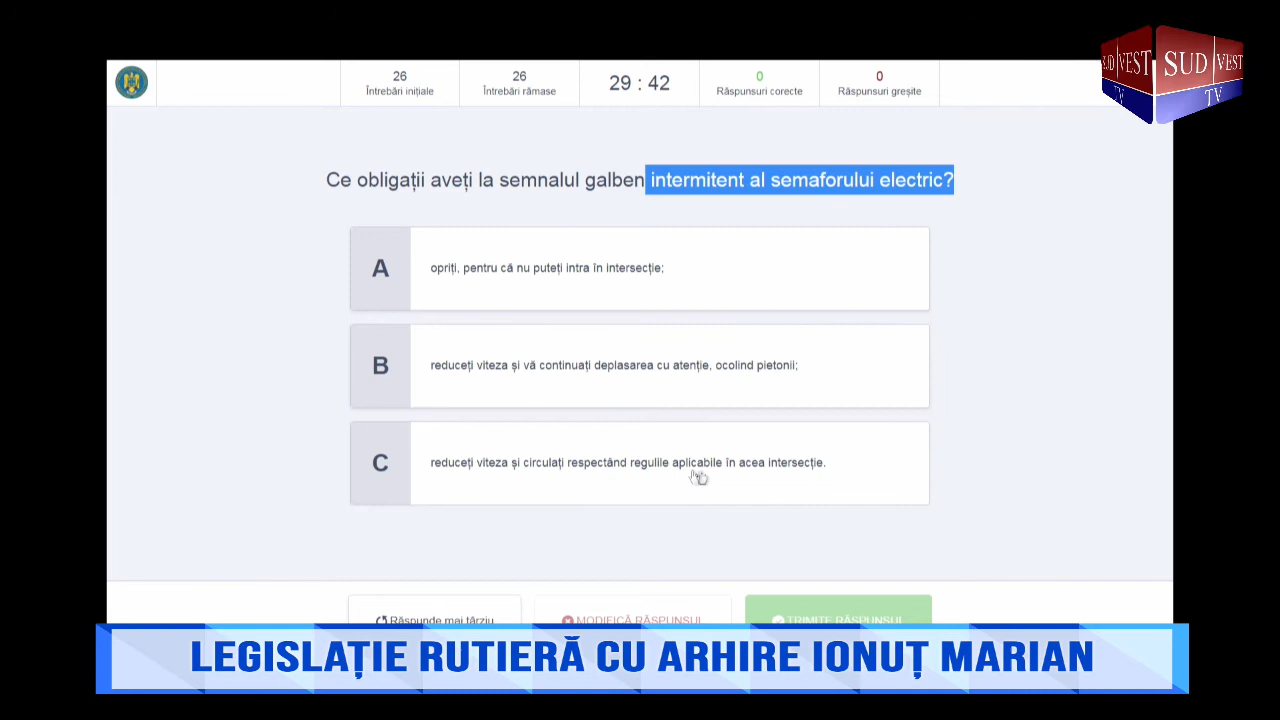 SUD VEST
TV
SUD VEST
TV
26
Întrebări inițiale
26
Întrebări rămase
29 : 42
0
Răspunsuri corecte
0
Răspunsuri greșite
Ce obligații aveți la semnalul galben intermitent al semaforului electric?
A
opriți, pentru că nu puteți intra în intersecție;
B
reduceți viteza și vă continuați deplasarea cu atenție, ocolind pietonii;
C
reduceți viteza și circulați respectând regulile aplicabile în acea intersecție.
Răspunde mai târziu
MODIFICĂ RĂSPUNSUL
TRIMITE RĂSPUNSUL
LEGISLAȚIE RUTIERĂ CU ARHIRE IONUȚ MARIAN